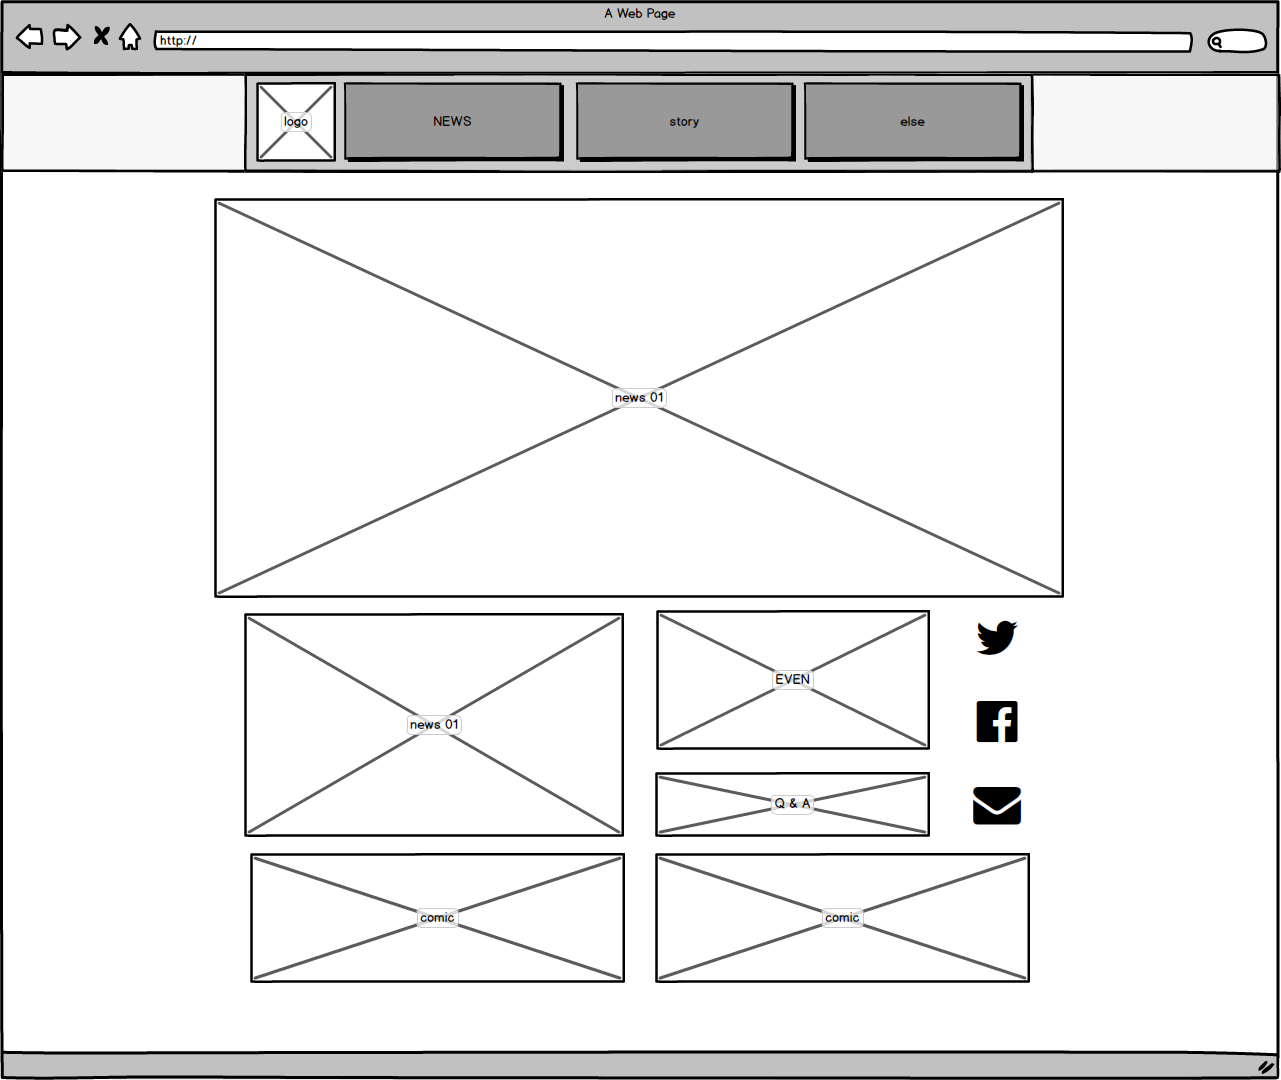 A Web Page
http://
logo
NEWS
story
else
news 01
news 01
EVEN
Q & A
comic
comic